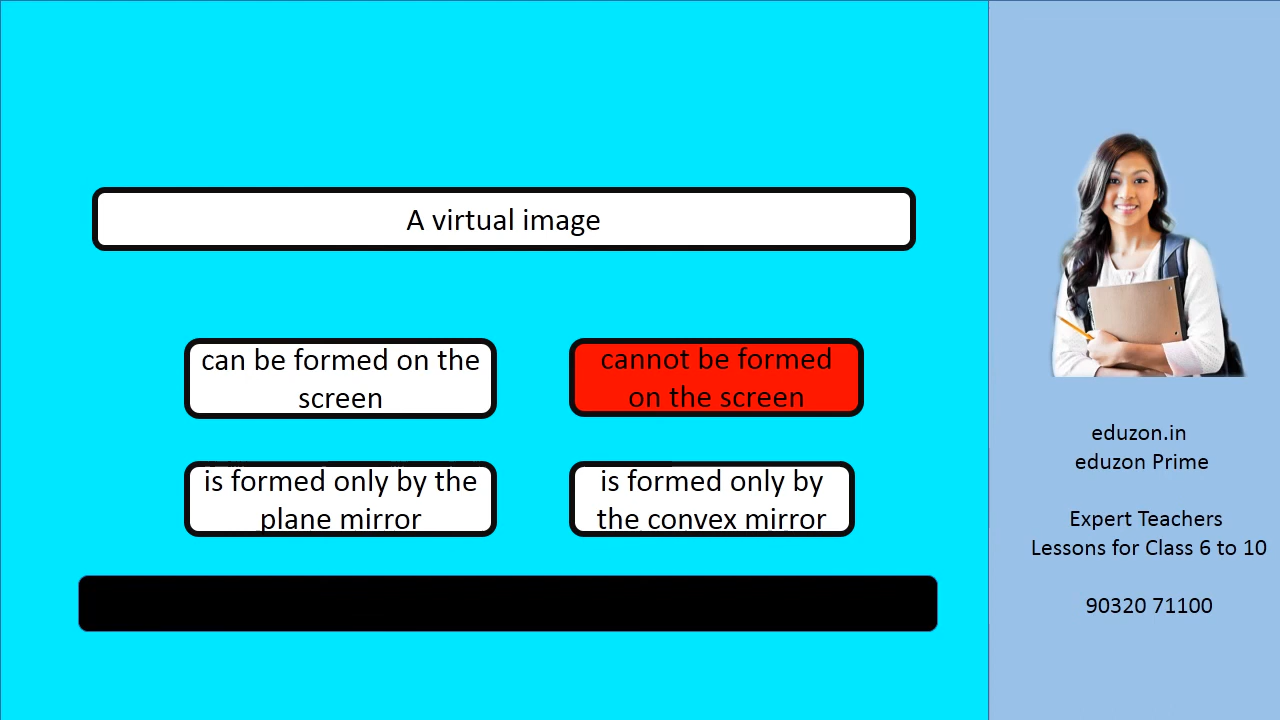 A virtual image
can be formed on the
screen
cannot be formed
on the screen
is formed only by the
plane mirror
is formed only by
the convex mirror
eduzon.in
eduzon Prime
Expert Teachers
Lessons for Class 6 to 10
90320 71100